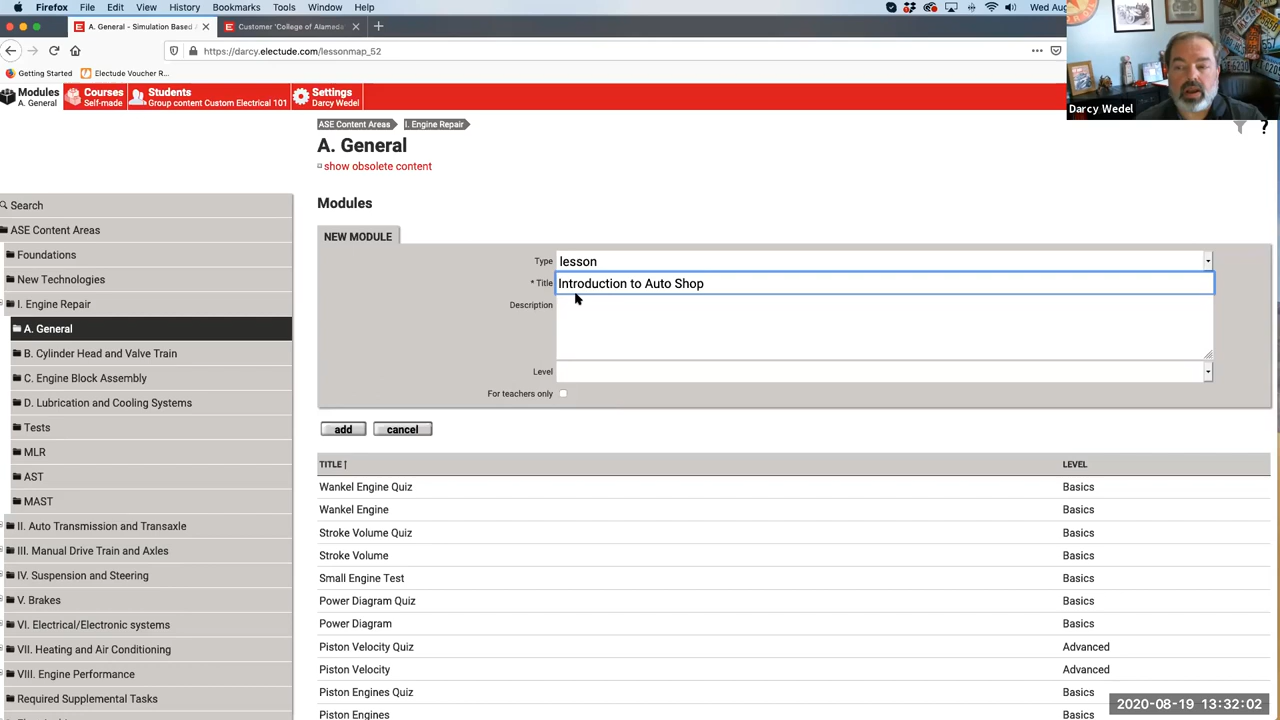 Firefox File Edit View History Bookmarks Tools Window Help
Wed Aug
A. General - Simulation Based
Customer 'College of Alameda'
https://darcy.electude.com/lessonmap_52
Getting Started
Electude Voucher R...
Modules
A. General
Courses
Self-made
Students
Group content Custom Electrical 101
Settings
Darcy Wedel
Darcy Wedel
ASE Content Areas
I. Engine Repair
A. General
show obsolete content
?
Search
ASE Content Areas
Foundations
New Technologies
I. Engine Repair
A. General
B. Cylinder Head and Valve Train
C. Engine Block Assembly
D. Lubrication and Cooling Systems
Tests
MLR
AST
MAST
II. Auto Transmission and Transaxle
III. Manual Drive Train and Axles
IV. Suspension and Steering
V. Brakes
VI. Electrical/Electronic systems
VII. Heating and Air Conditioning
VIII. Engine Performance
Required Supplemental Tasks
Modules
NEW MODULE
Type lesson
* Title Introduction to Auto Shop
Description
Level
For teachers only
add cancel
TITLE LEVEL
Wankel Engine Quiz Basics
Wankel Engine Basics
Stroke Volume Quiz Basics
Stroke Volume Basics
Small Engine Test Basics
Power Diagram Quiz Basics
Power Diagram Basics
Piston Velocity Quiz Advanced
Piston Velocity Advanced
Piston Engines Quiz Basics
Piston Engines
2020-08-19 13:32:02